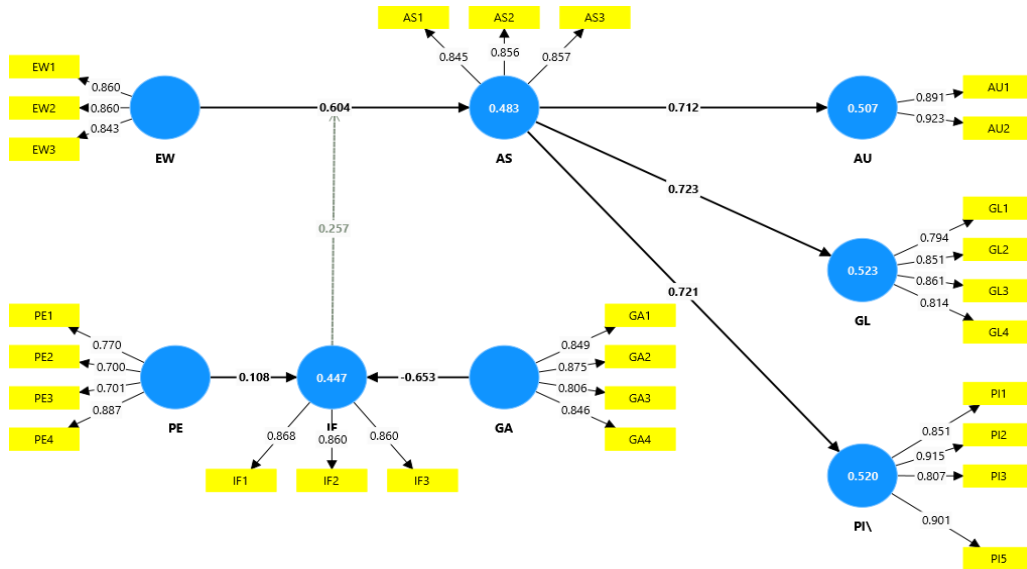 AS1
AS2
AS3
0.845
0.856
0.857
EW1
EW2
EW3
0.860
0.860
0.843
EW
0.604
0.483
AS
0.712
0.507
AU
0.891
0.923
AU1
AU2
0.257
0.723
0.523
GL
0.794
0.851
0.861
0.814
GL1
GL2
GL3
GL4
0.721
PE1
PE2
PE3
PE4
0.770
0.700
0.701
0.887
PE
0.108
0.447
IF
0.868
0.860
0.860
IF1
IF2
IF3
-0.653
GA
0.849
0.875
0.806
0.846
GA1
GA2
GA3
GA4
0.520
PI\
0.851
0.915
0.807
0.901
PI1
PI2
PI3
PI5